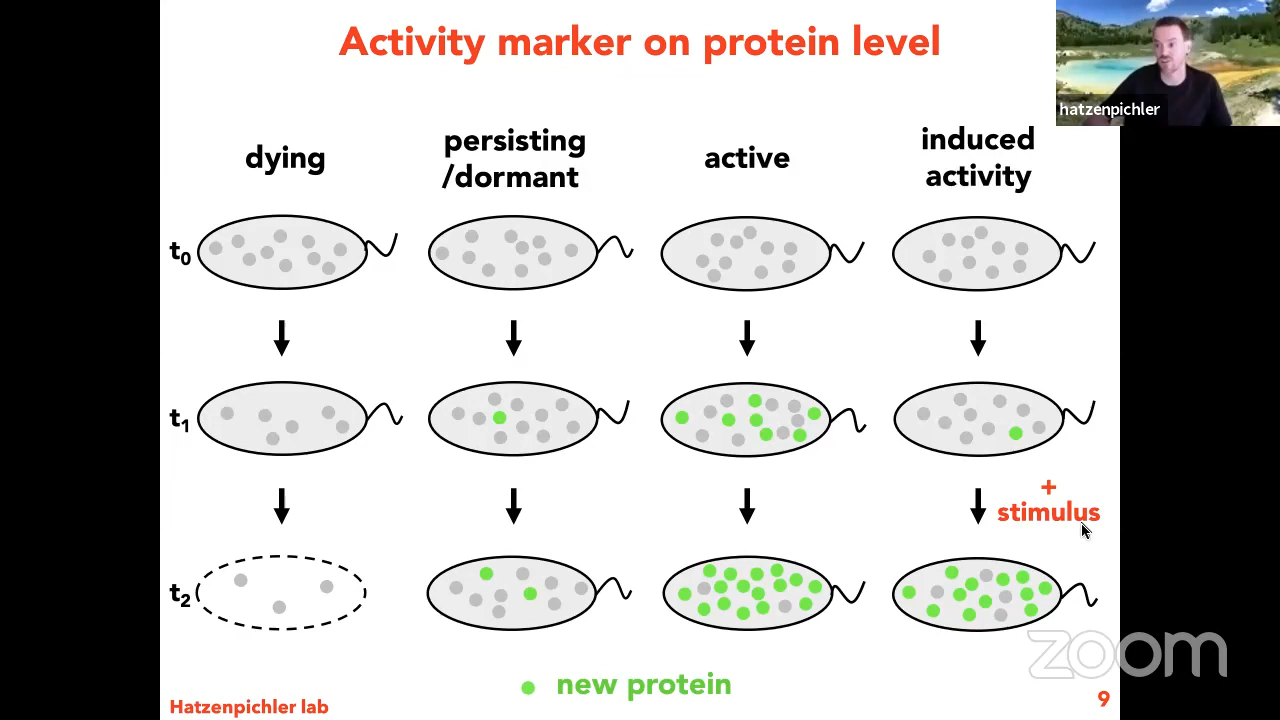 Activity marker on protein level
hatzenpichler
dying
persisting
/dormant
active
induced
activity
t0
t1
+
stimulus
t2
zoom
new protein
Hatzenpichler lab
9